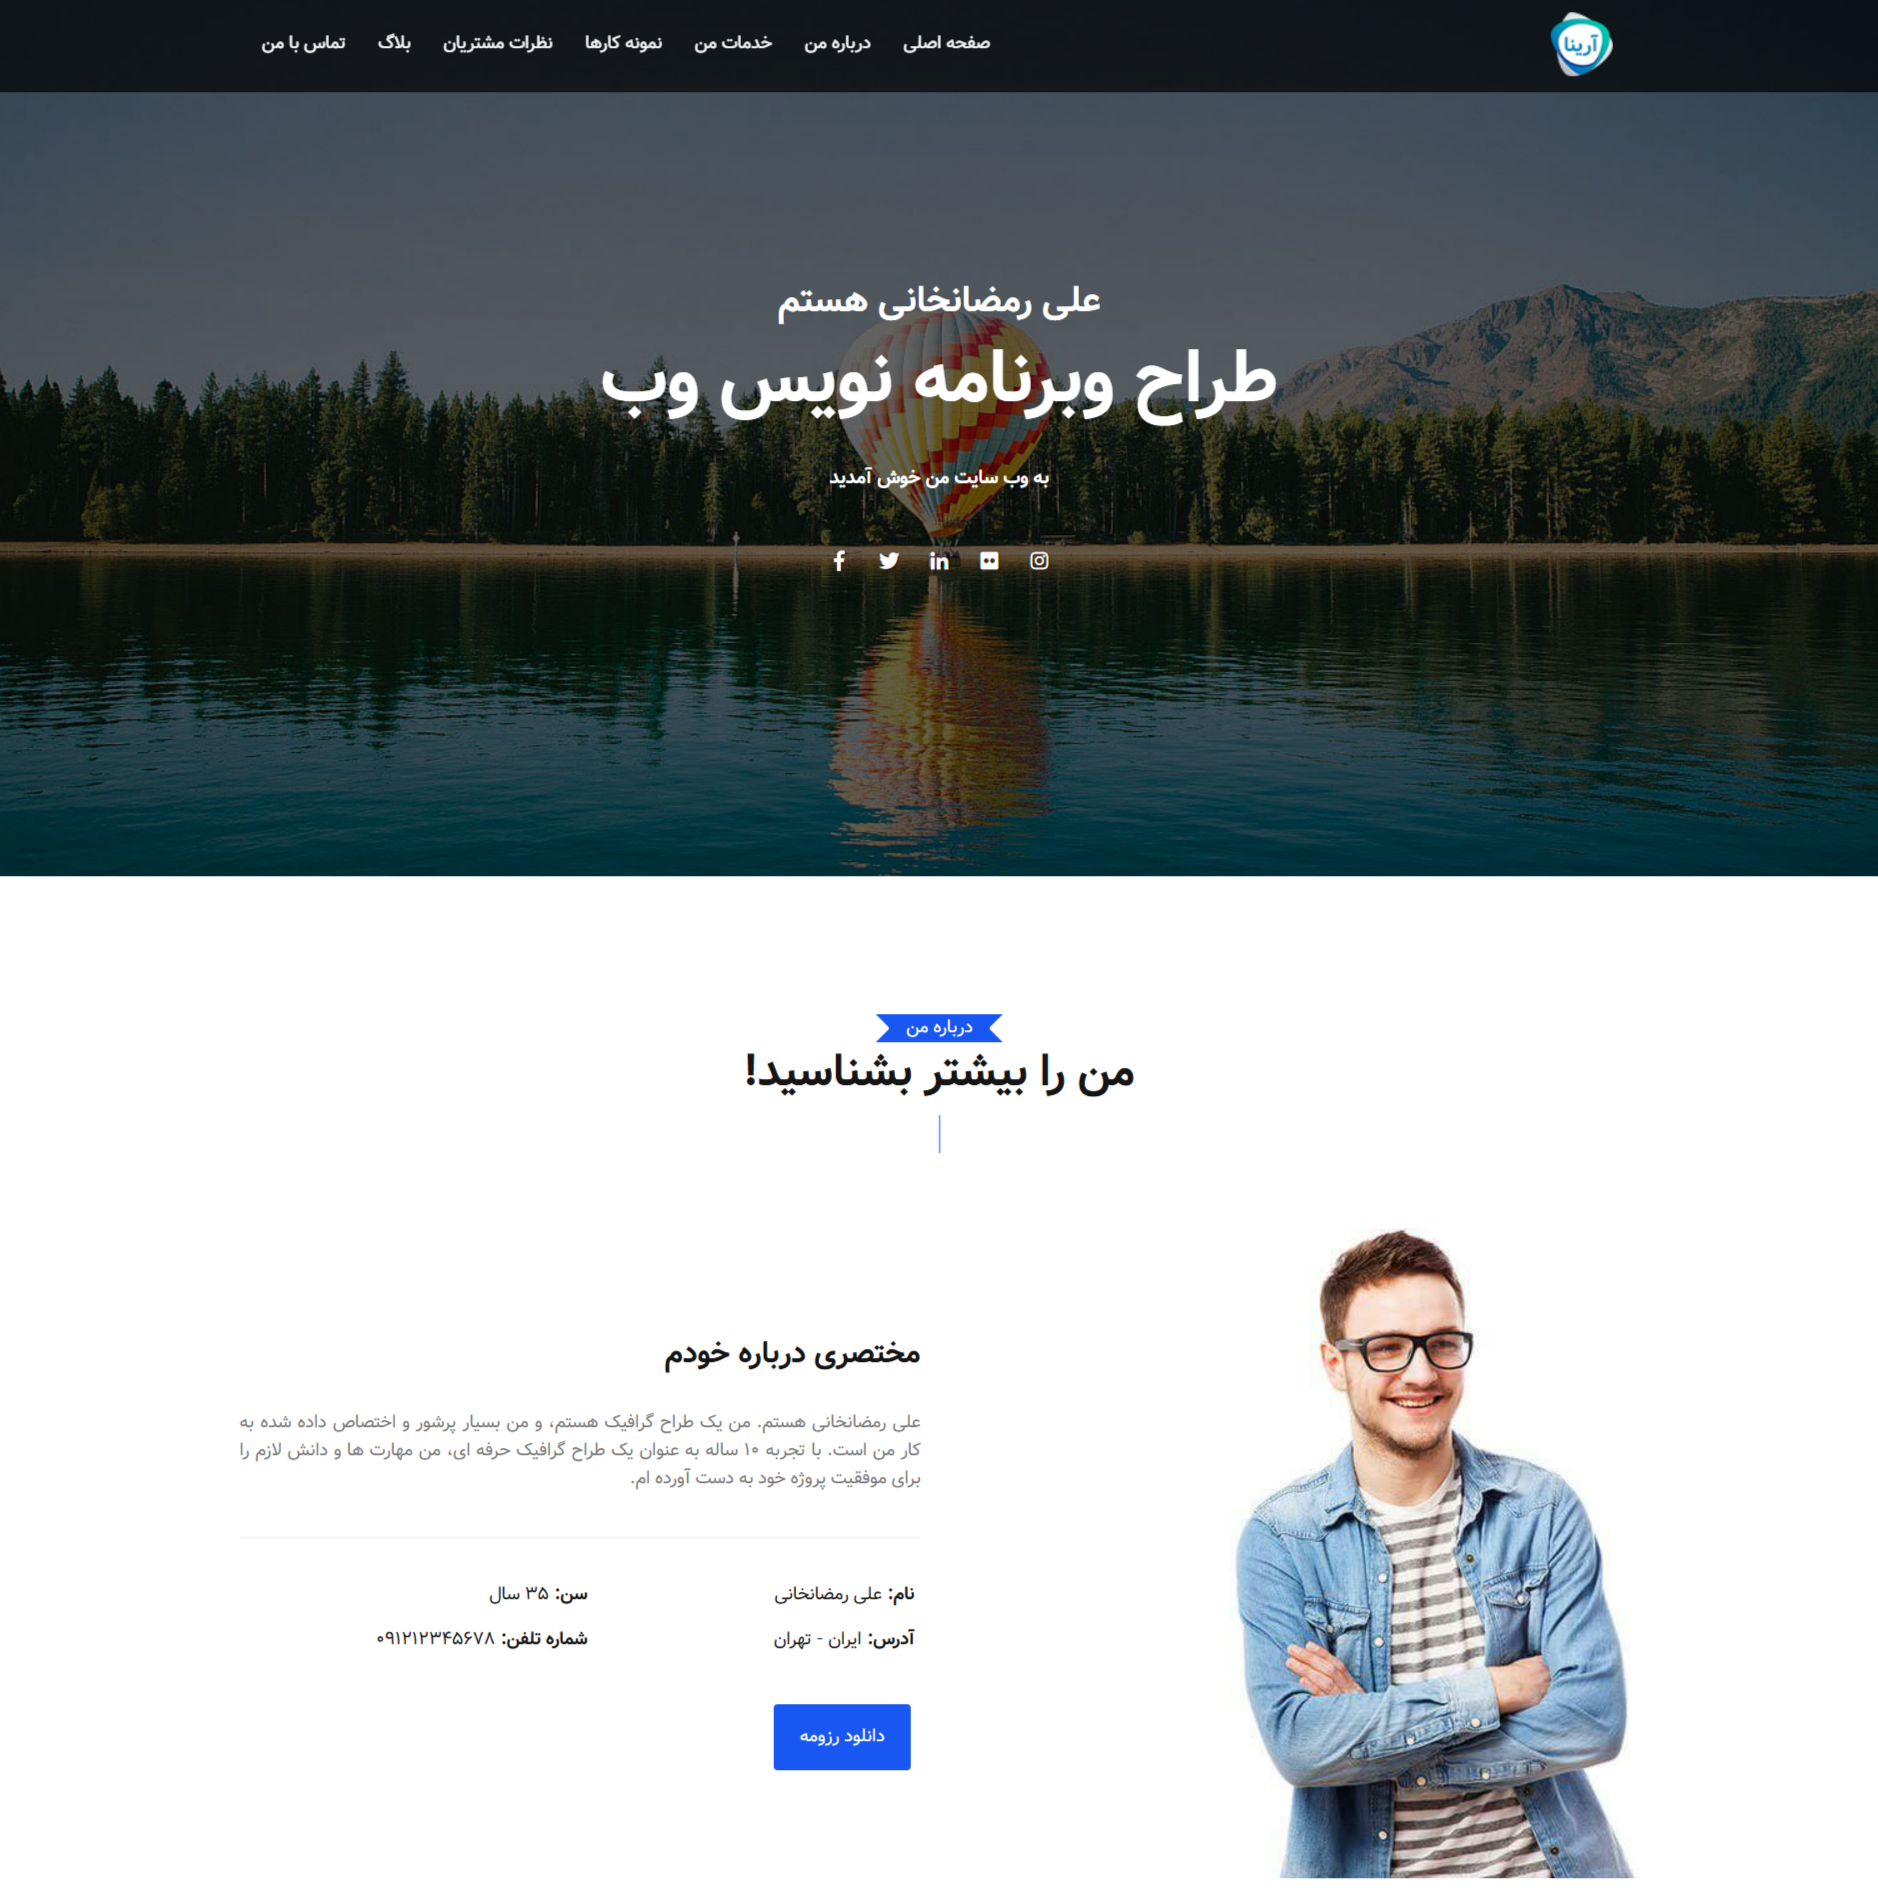 آرینا
صفحه اصلی
درباره من
خدمات من
نمونه کارها
نظرات مشتریان
بلاگ
تماس با من
علی رمضانخانی هستم
طراح وبرنامه نویس وب
به وب سایت من خوش آمدید
درباره من
من را بیشتر بشناسید!
مختصری درباره خودم
علی رمضانخانی هستم. من یک طراح گرافیک هستم، و من بسیار پرشور و اختصاص داده شده به
کار من است. با تجربه ۱۰ ساله به عنوان یک طراح گرافیک حرفه ای، من مهارت ها و دانش لازم را
برای موفقیت پروژه خود به دست آورده ام.
نام: علی رمضانخانی
سن: ۳۵ سال
آدرس: ایران - تهران
شماره تلفن: ۰۹۱۲۱۲۳۴۵۶۷۸
دانلود رزومه